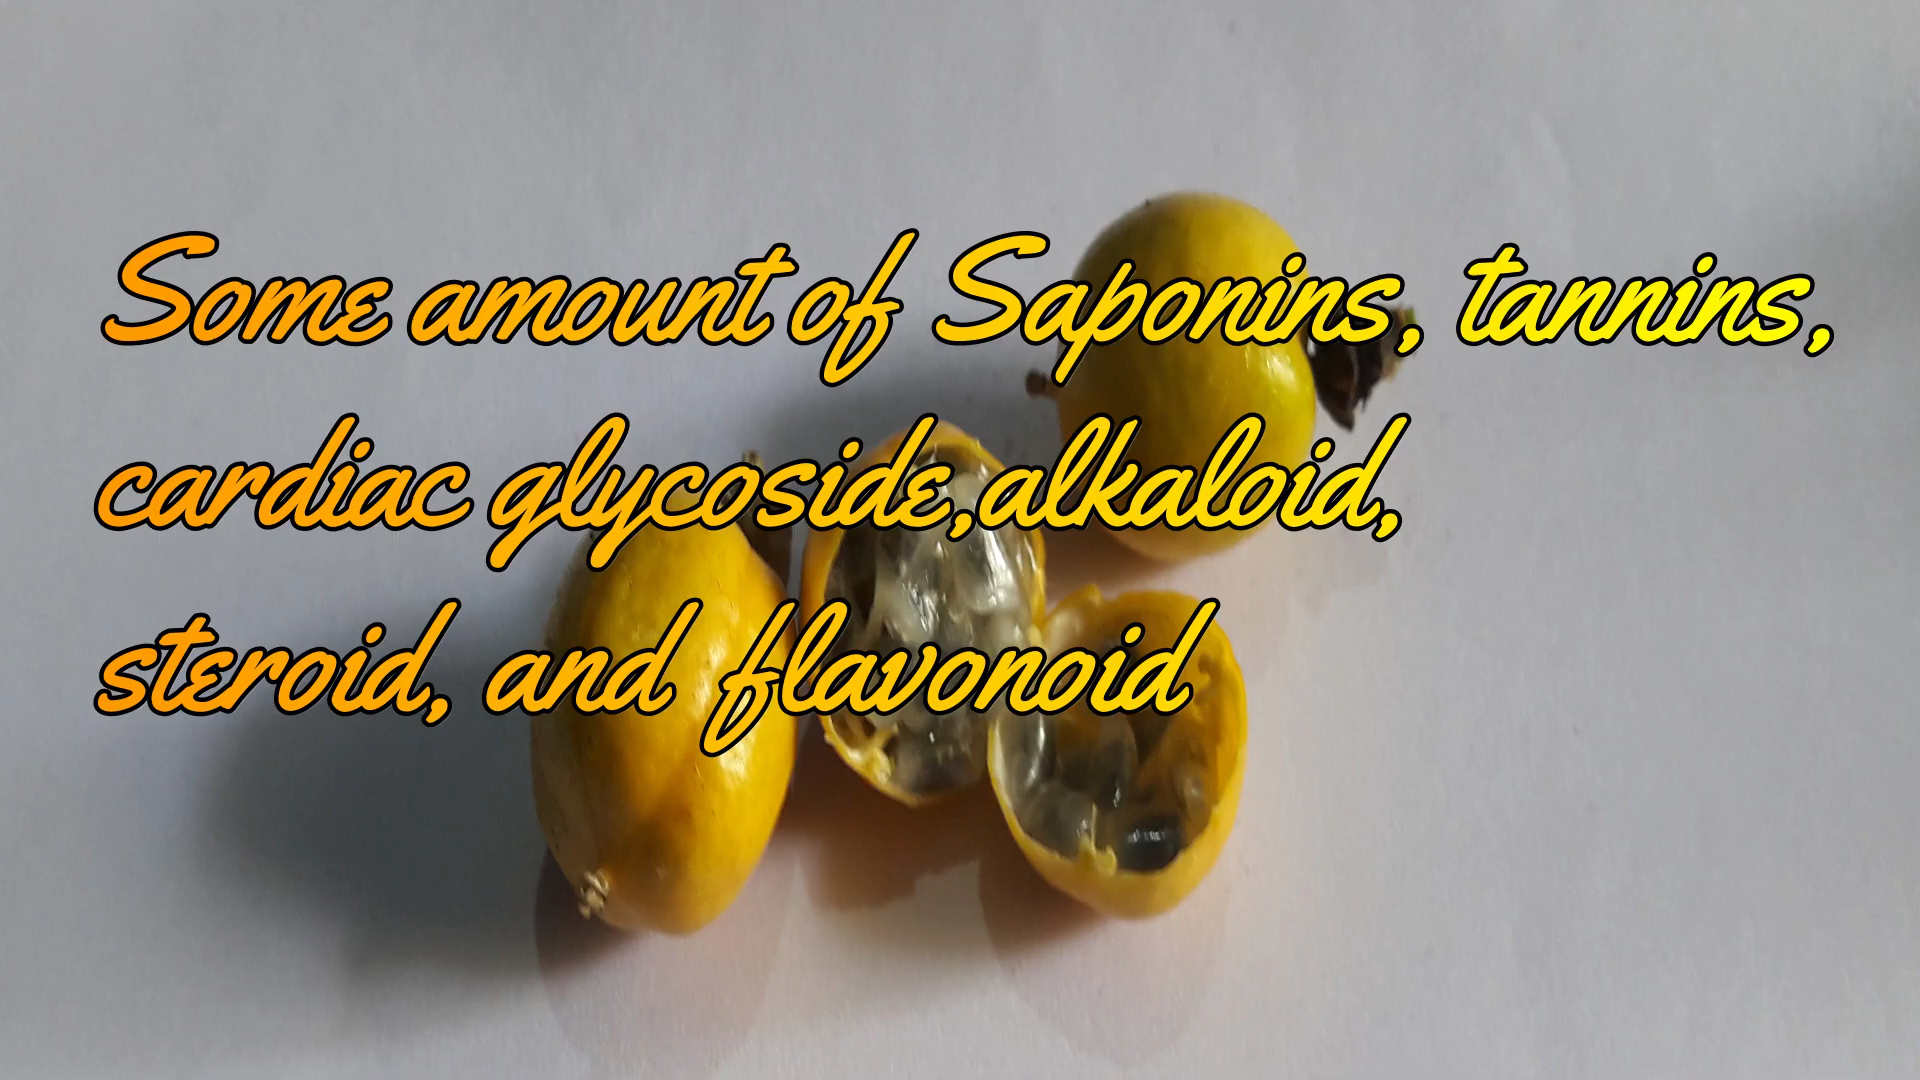 Some amount of Saponins, tannins,
cardiac glycoside,alkaloid,
steroid, and flavonoid